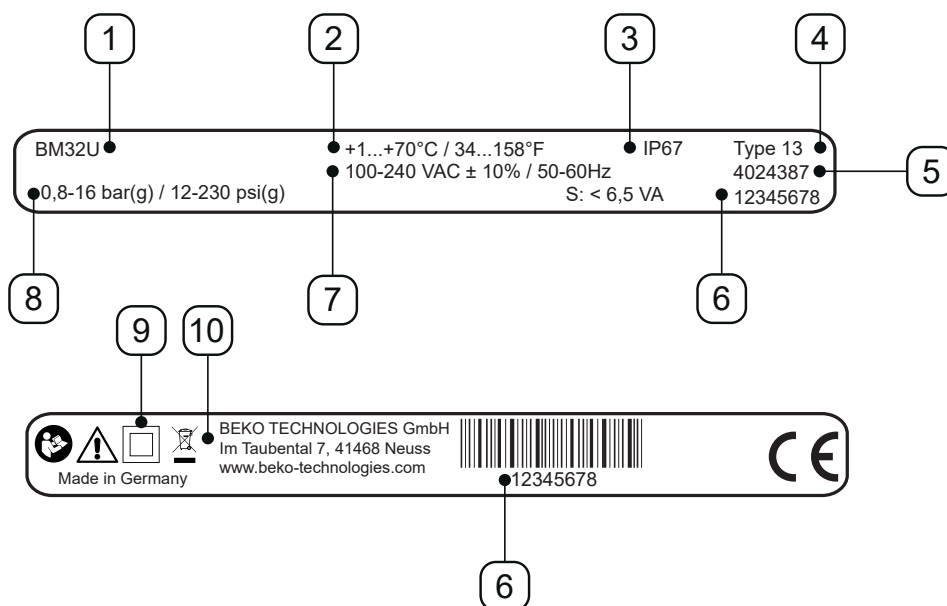 1 2 3 4
BM32U +1...+70°C / 34...158°F IP67 Type 13
100-240 VAC ± 10% / 50-60Hz 4024387 5
0,8-16 bar(g) / 12-230 psi(g) S: < 6,5 VA 12345678
8 7 6
9 10
BEKO TECHNOLOGIES GmbH
Im Taubental 7, 41468 Neuss
www.beko-technologies.com
Made in Germany 12345678
CE
6